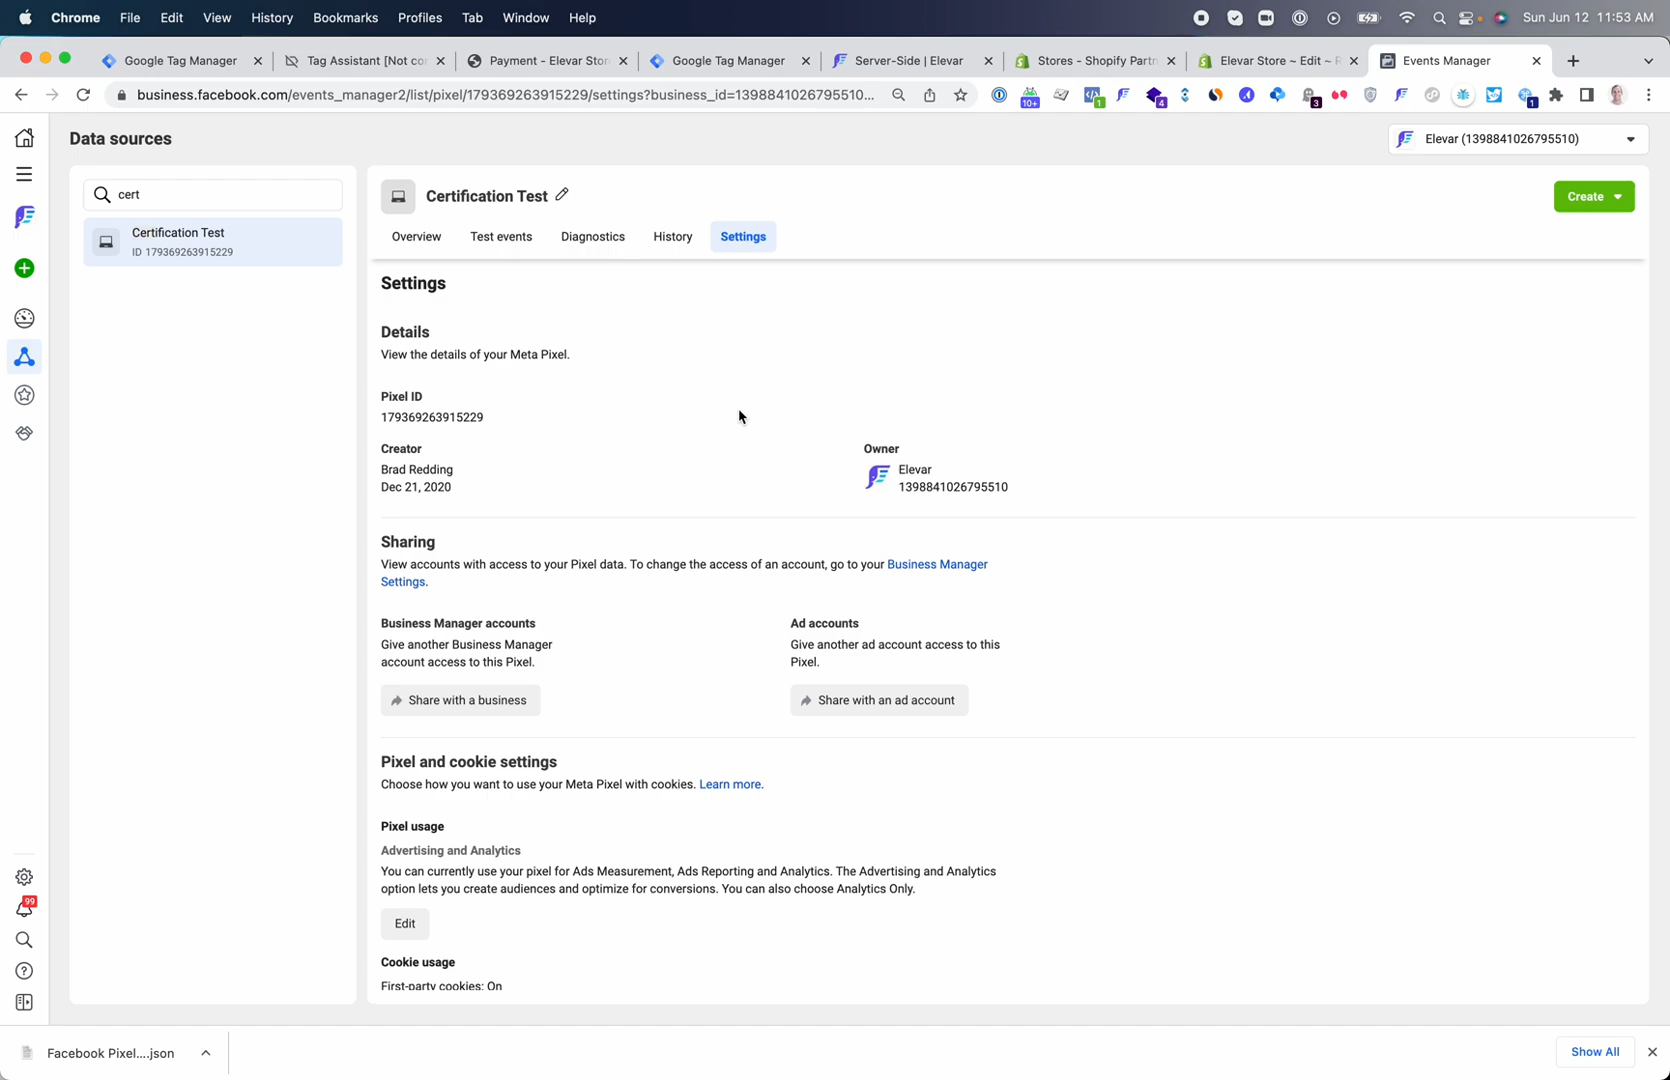 Chrome File Edit View History Bookmarks Profiles Tab Window Help
Sun Jun 12 11:53 AM
Google Tag Manager
Tag Assistant [Not co
Payment - Elevar Stor
Google Tag Manager
Server-Side | Elevar
Stores - Shopify Partn
Elevar Store ~ Edit ~ R
Events Manager
business.facebook.com/events_manager2/list/pixel/179369263915229/settings?business_id=1398841026795510...
10+
1
4
3
1
Data sources
Elevar (1398841026795510)
cert
Certification Test
ID 179369263915229
Certification Test
Create
Overview Test events Diagnostics History Settings
Settings
Details
View the details of your Meta Pixel.
Pixel ID
179369263915229
Creator
Brad Redding
Dec 21, 2020
Owner
Elevar
1398841026795510
Sharing
View accounts with access to your Pixel data. To change the access of an account, go to your Business Manager
Settings.
Business Manager accounts
Give another Business Manager
account access to this Pixel.
Share with a business
Ad accounts
Give another ad account access to this
Pixel.
Share with an ad account
Pixel and cookie settings
Choose how you want to use your Meta Pixel with cookies. Learn more.
Pixel usage
Advertising and Analytics
You can currently use your pixel for Ads Measurement, Ads Reporting and Analytics. The Advertising and Analytics
option lets you create audiences and optimize for conversions. You can also choose Analytics Only.
Edit
Cookie usage
First-party cookies: On
99
Facebook Pixel....json
Show All